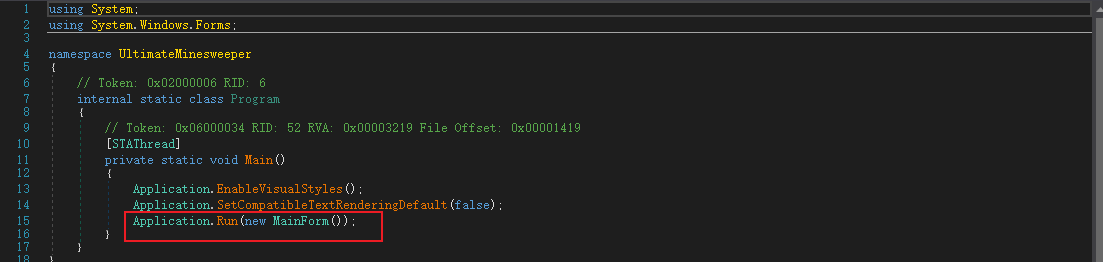 1 using System;
2 using System.Windows.Forms;
3
4 namespace UltimateMinesweeper
5 {
6 // Token: 0x02000006 RID: 6
7 internal static class Program
8 {
9 // Token: 0x06000034 RID: 52 RVA: 0x00003219 File Offset: 0x00001419
10 [STAThread]
11 private static void Main()
12 {
13 Application.EnableVisualStyles();
14 Application.SetCompatibleTextRenderingDefault(false);
15 Application.Run(new MainForm());
16 }
17 }
18 }